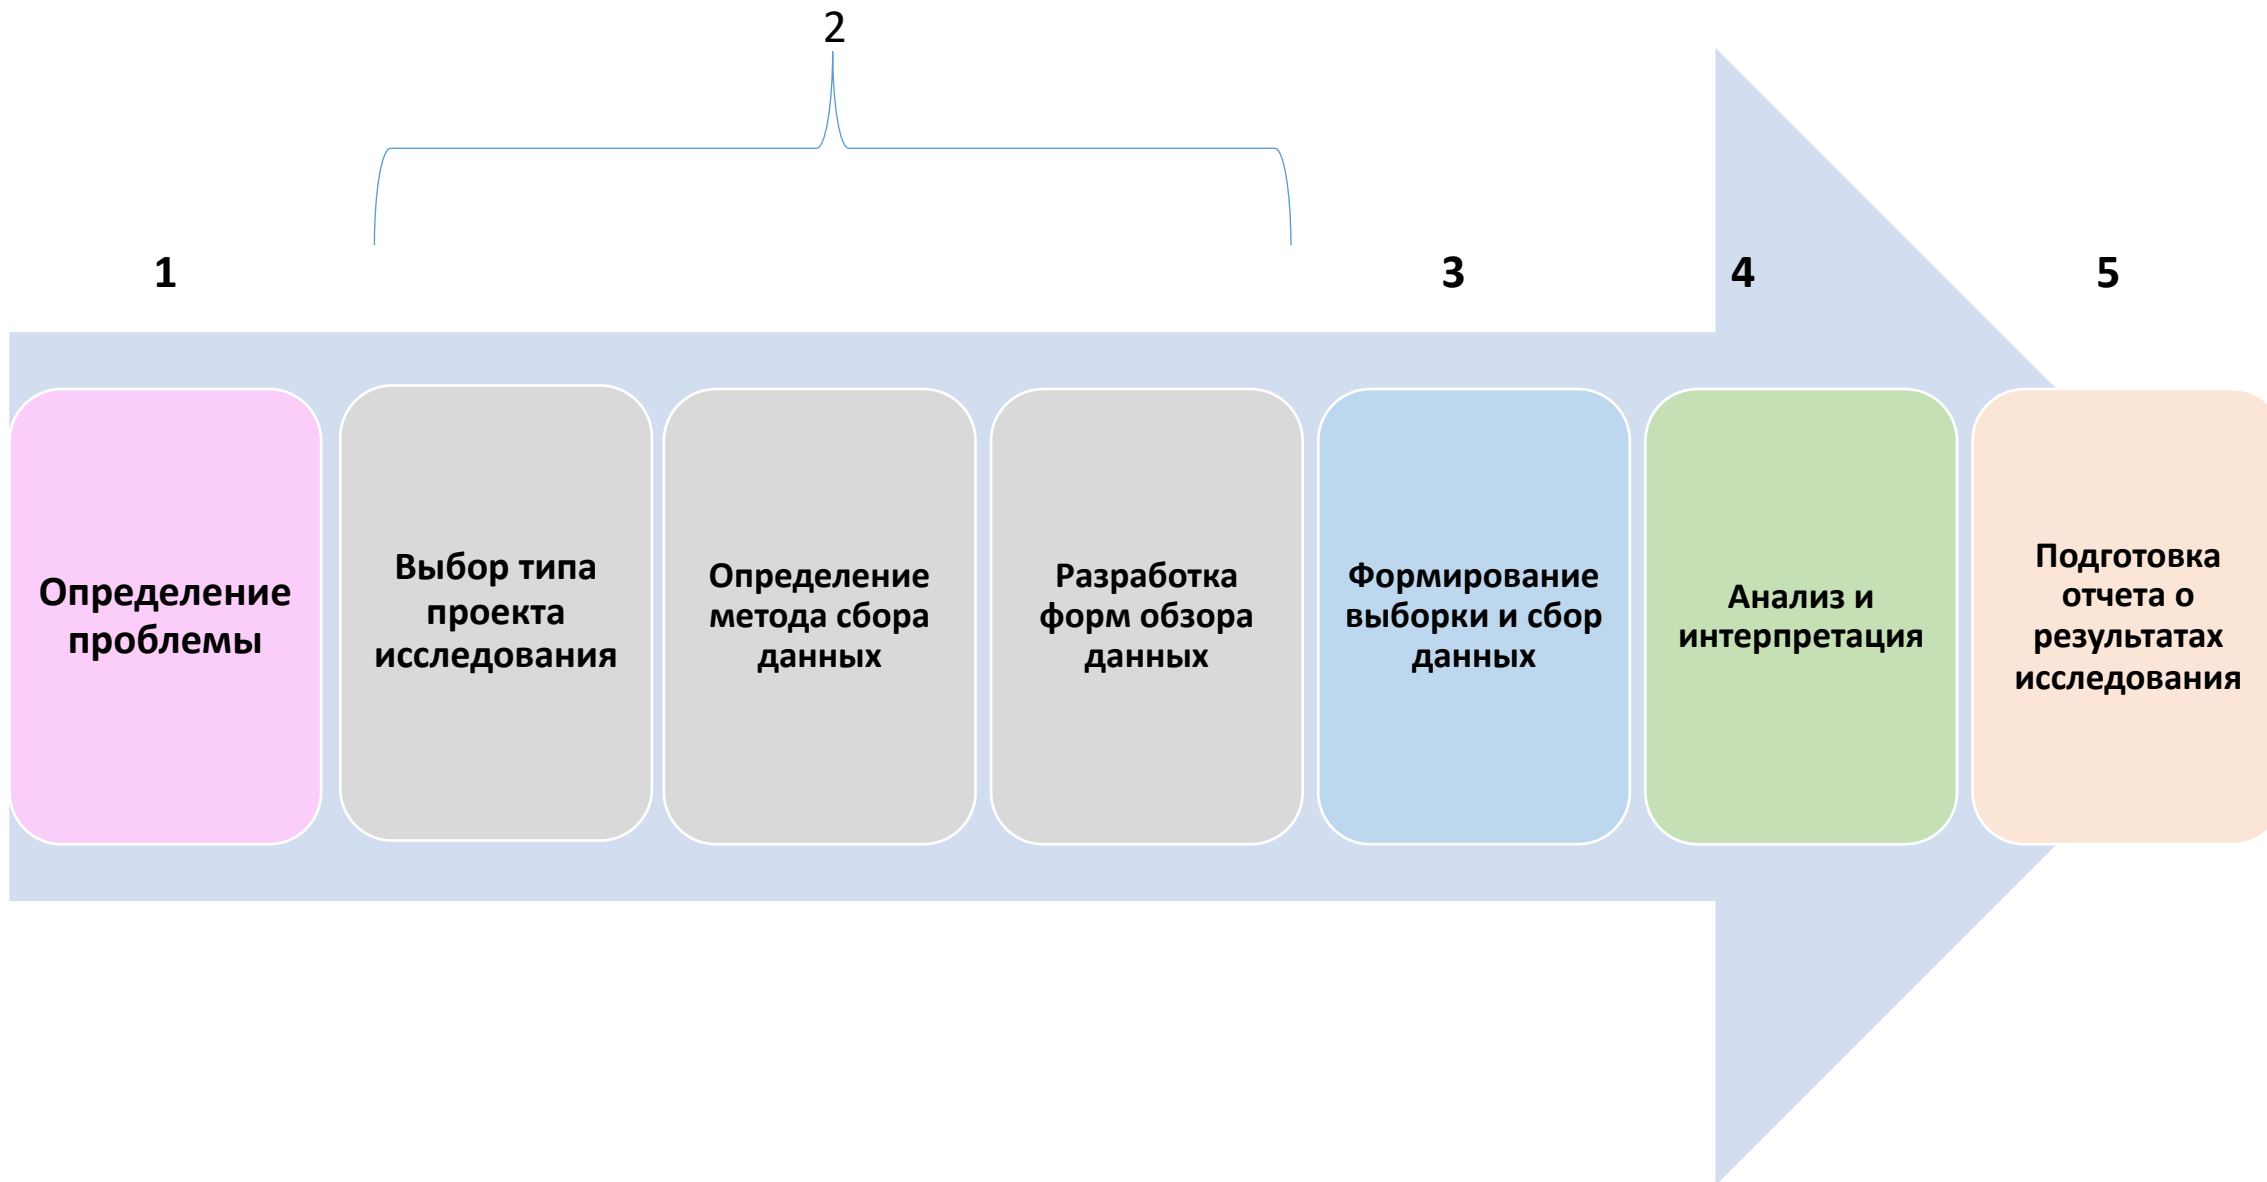 2
1
3
4
5
Определение
проблемы
Выбор типа
проекта
исследования
Определение
метода сбора
данных
Разработка
форм обзора
данных
Формирование
выборки и сбор
данных
Анализ и
интерпретация
Подготовка
отчета о
результатах
исследования